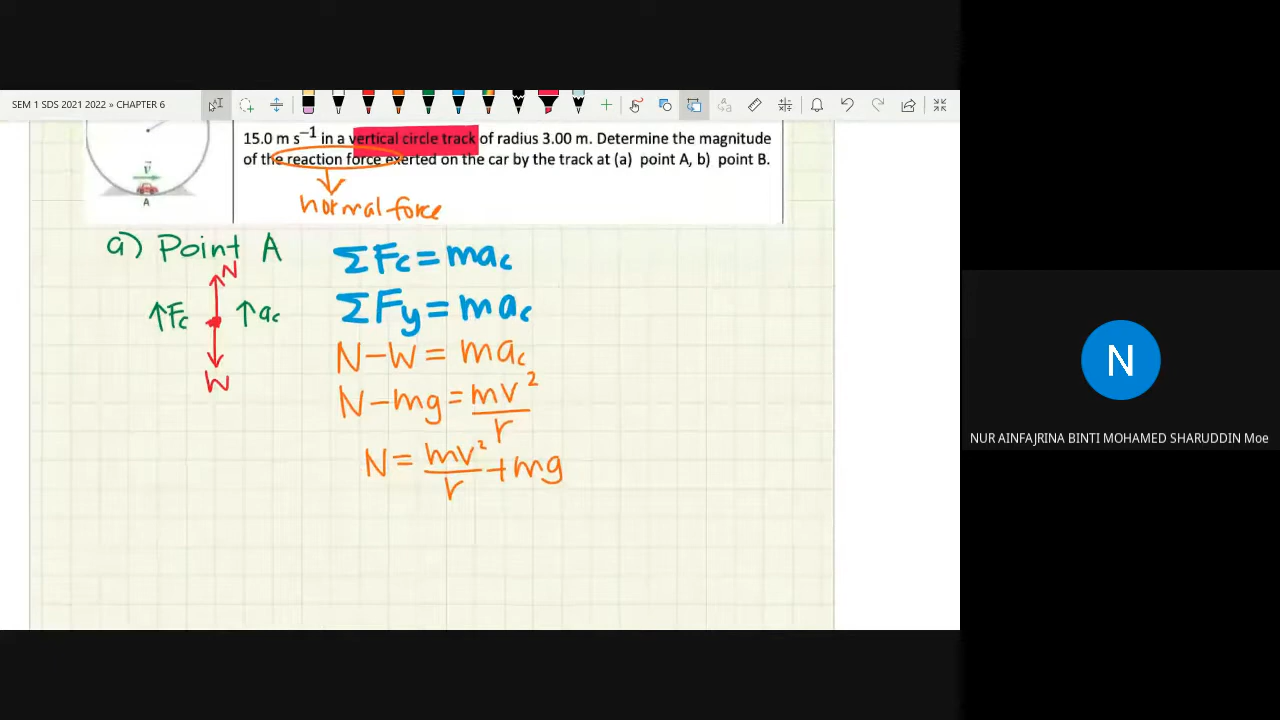 SEM 1 SDS 2021 2022 » CHAPTER 6
15.0 m s⁻¹ in a vertical circle track of radius 3.00 m. Determine the magnitude
of the reaction force exerted on the car by the track at (a) point A, b) point B.
v⃗
A
normal force
a) Point A
N
↑Fc ↑ac
W
ΣFc = mac
ΣFy = mac
N-W = mac
N-mg = mv²/r
N = mv²/r + mg
N
NUR AINFAJRINA BINTI MOHAMED SHARUDDIN Moe